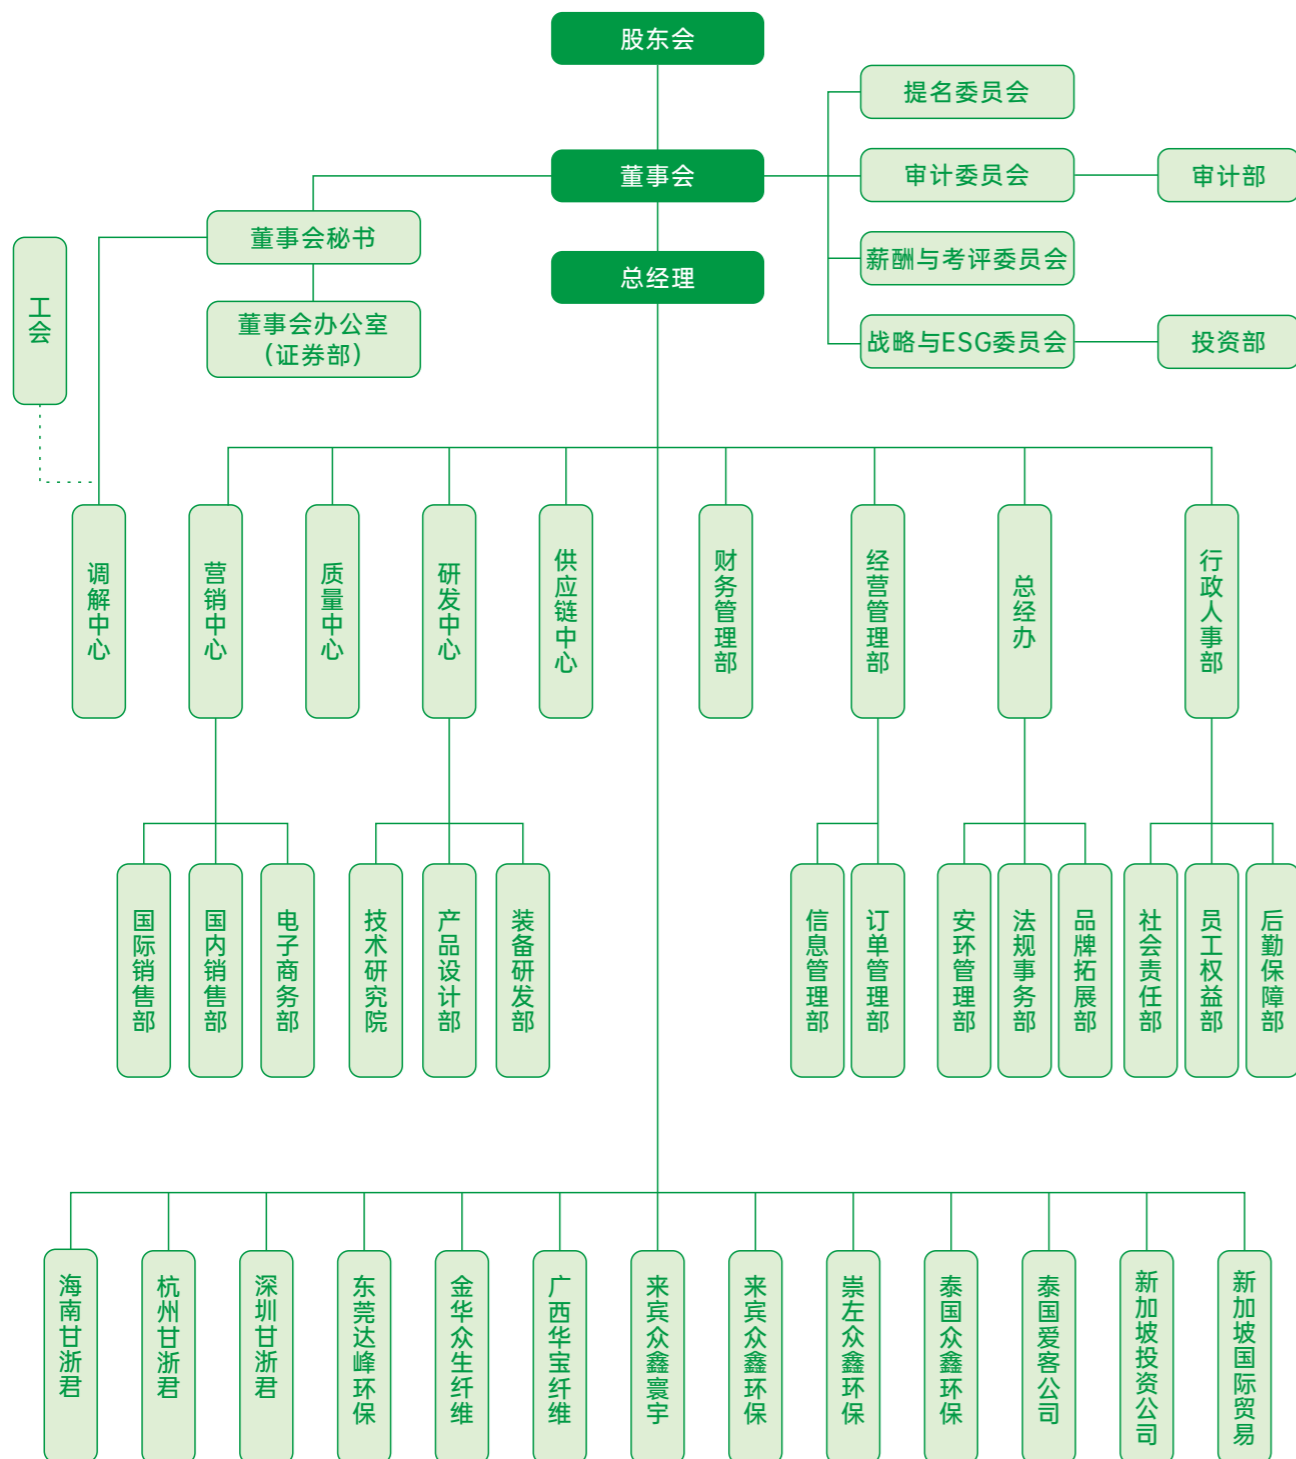 股东会
提名委员会
董事会
审计委员会
审计部
董事会秘书
总经理
薪酬与考评委员会
工会
董事会办公室
（证券部）
战略与ESG委员会
投资部
调解中心
营销中心
质量中心
研发中心
供应链中心
财务管理部
经营管理部
总经办
行政人事部
国际销售部
国内销售部
电子商务部
技术研究院
产品设计部
装备研发部
信息管理部
订单管理部
安环管理部
法规事务部
品牌拓展部
社会责任部
员工权益部
后勤保障部
海南甘浙君
杭州甘浙君
深圳甘浙君
东莞达峰环保
金华众生纤维
广西华宝纤维
来宾众鑫寰宇
来宾众鑫环保
崇左众鑫环保
泰国众鑫环保
泰国爱客公司
新加坡投资公司
新加坡国际贸易